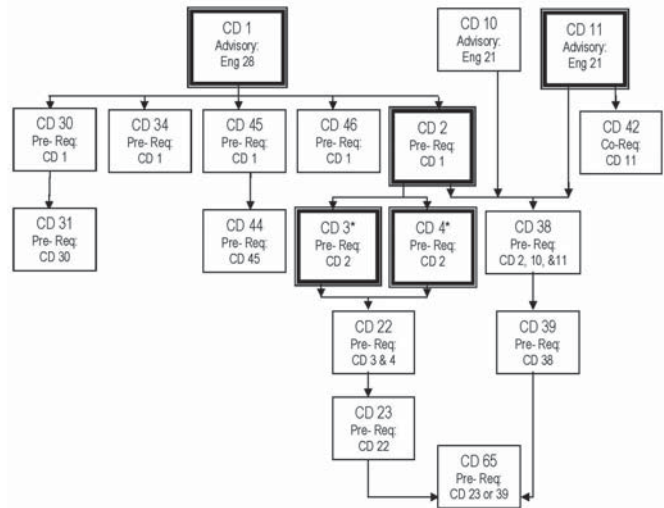 CD 1
Advisory:
Eng 28
CD 10
Advisory:
Eng 21
CD 11
Advisory:
Eng 21
CD 30
Pre- Req:
CD 1
CD 34
Pre- Req:
CD 1
CD 45
Pre- Req:
CD 1
CD 46
Pre- Req:
CD 1
CD 2
Pre- Req:
CD 1
CD 42
Co-Req:
CD 11
CD 31
Pre- Req:
CD 30
CD 44
Pre- Req:
CD 45
CD 3*
Pre- Req:
CD 2
CD 4*
Pre- Req:
CD 2
CD 38
Pre- Req:
CD 2, 10, &11
CD 22
Pre- Req:
CD 3 & 4
CD 39
Pre- Req:
CD 38
CD 23
Pre- Req:
CD 22
CD 65
Pre- Req:
CD 23 or 39